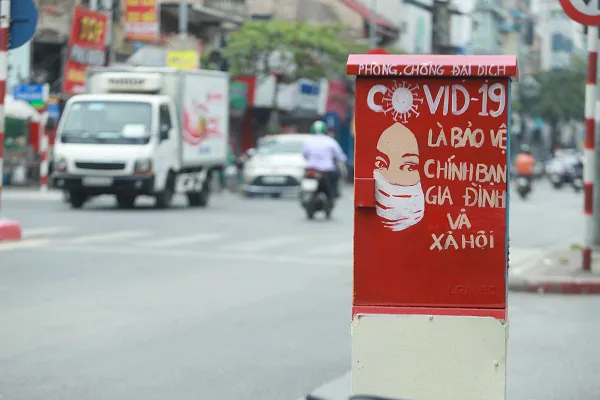 PHÒNG CHỐNG ĐẠI DỊCH
COVID-19
LÀ BẢO VỆ
CHÍNH BẠN
GIA ĐÌNH
VÀ
XÃ HỘI